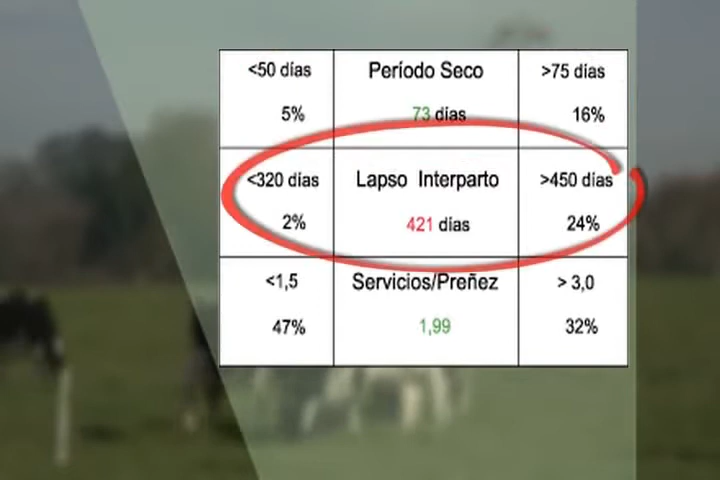 <50 días Período Seco >75 días
5% 73 días 16%
<320 días Lapso Interparto >450 días
2% 421 días 24%
<1,5 Servicios/Preñez > 3,0
47% 1,99 32%